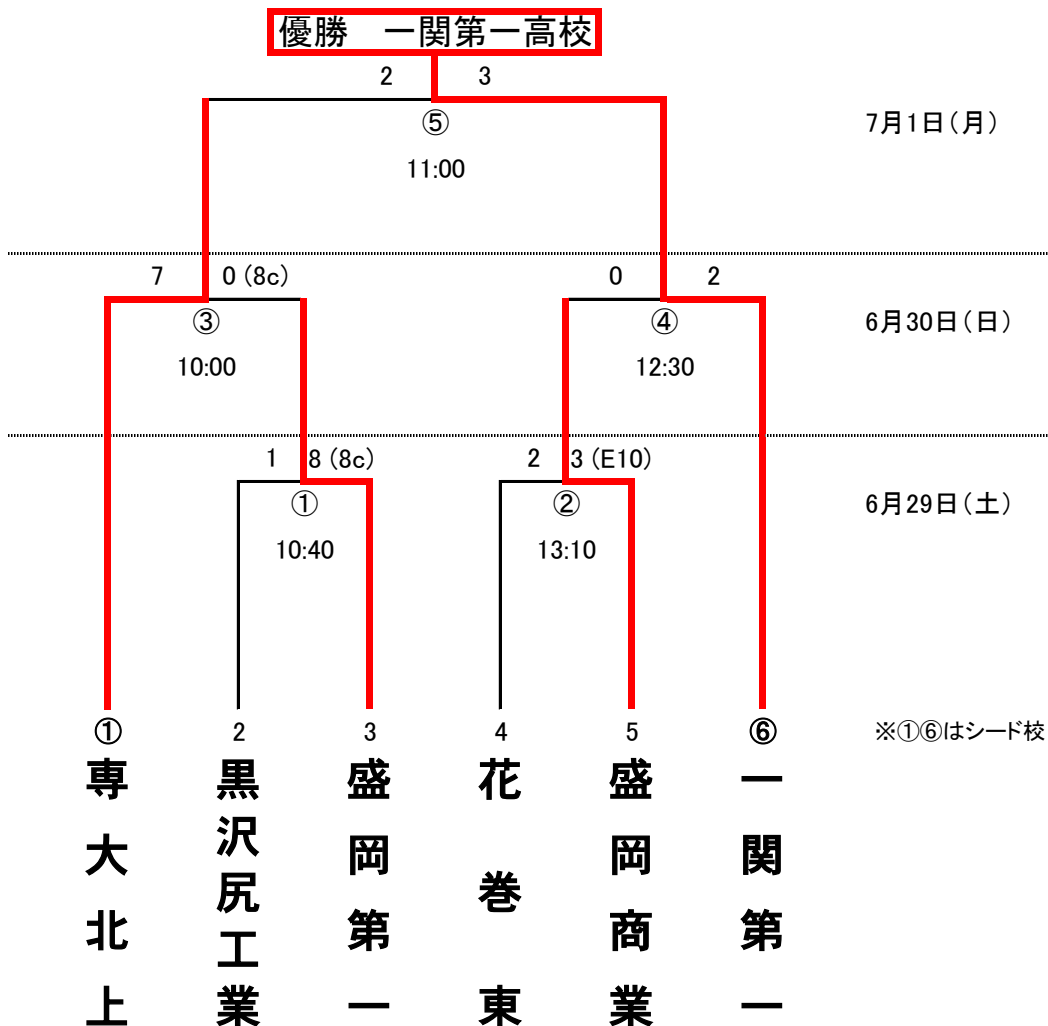 優勝　一関第一高校
2 3
⑤
11:00
7月1日(月)
7 0 (8c)
0 2
③
10:00
④
12:30
6月30日(日)
1 8 (8c)
2 3 (E10)
①
10:40
②
13:10
6月29日(土)
① 2 3 4 5 ⑥
※①⑥はシード校
専大北上
黒沢尻工業
盛岡第一
花巻東
盛岡商業
一関第一